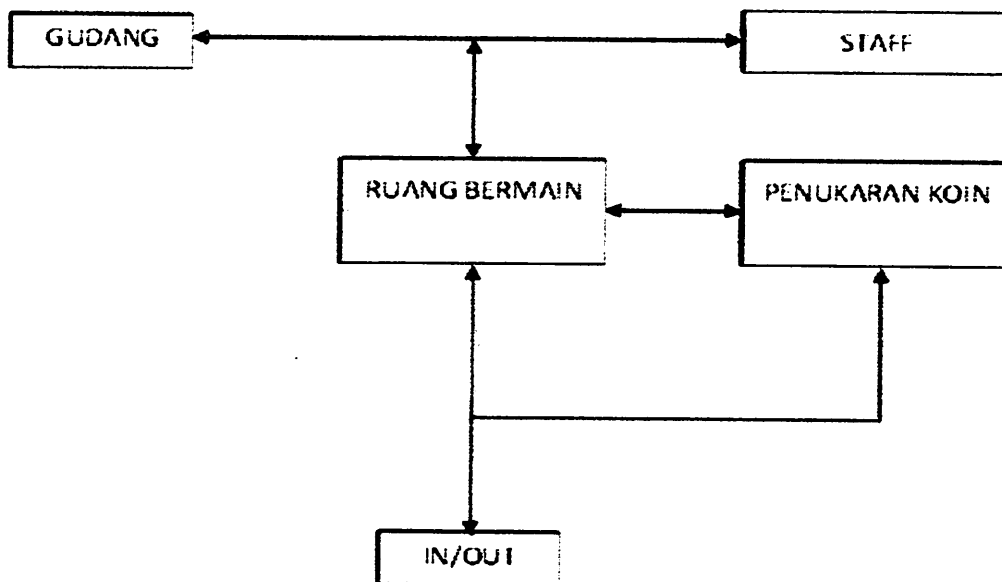 GUDANG
STAFF
RUANG BERMAIN
PENUKARAN KOIN
IN/OUT